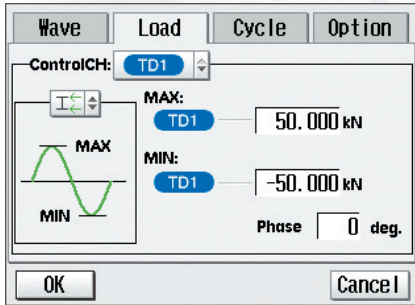 Wave Load Cycle Option
ControlCH: TD1
MAX:
TD1 50.000 kN
MAX
MIN:
TD1 -50.000 kN
MIN
Phase 0 deg.
OK Cancel